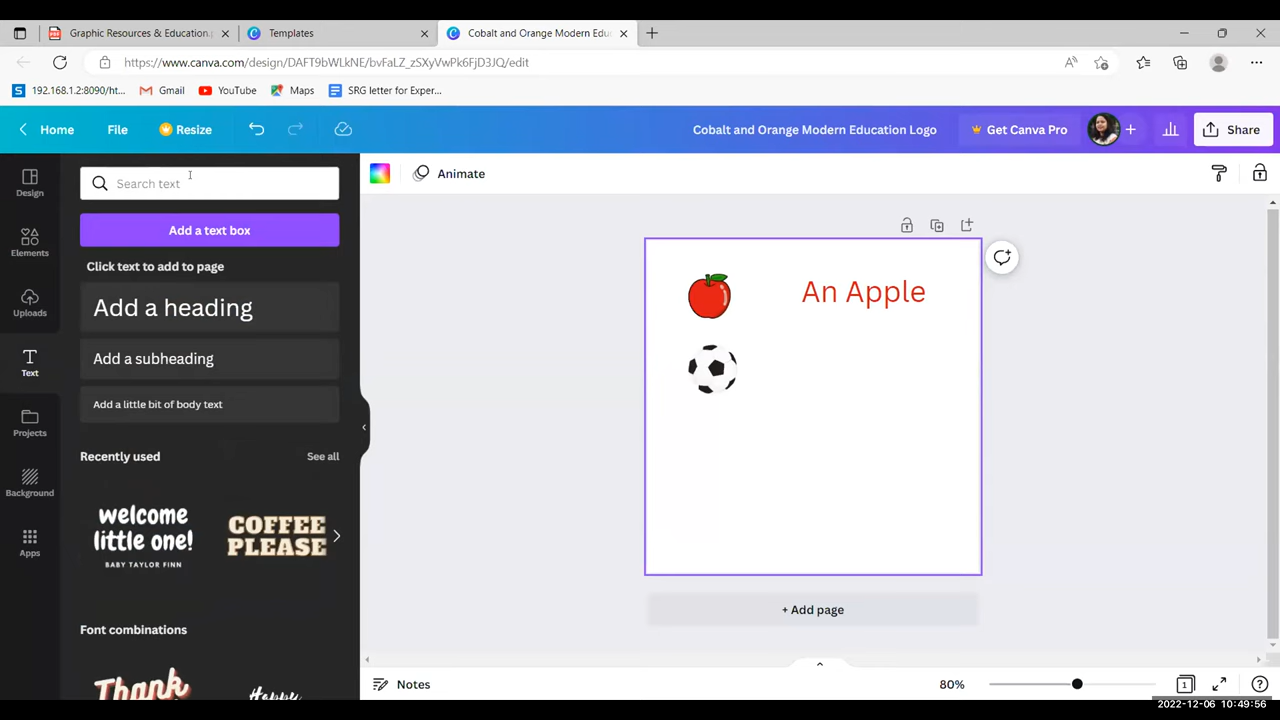 Graphic Resources & Education.
Templates
Cobalt and Orange Modern Edu
https://www.canva.com/design/DAFT9bWLkNE/bvFaLZ_zSXyVwPk6FjD3JQ/edit
192.168.1.2:8090/ht...
Gmail
YouTube
Maps
SRG letter for Exper...
Home
File
Resize
Cobalt and Orange Modern Education Logo
Get Canva Pro
Share
Design
Elements
Uploads
Text
Projects
Background
Apps
Search text
Add a text box
Click text to add to page
Add a heading
Add a subheading
Add a little bit of body text
Recently used
See all
welcome
little one!
BABY TAYLOR FINN
COFFEE
PLEASE
Font combinations
Thank
Happy
Animate
An Apple
+ Add page
Notes
80%
1
2022-12-06 10:49:56